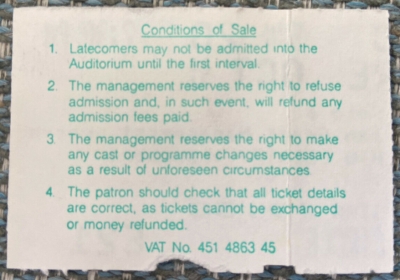 Conditions of Sale
1. Latecomers may not be admitted into the
Auditorium until the first interval.
2. The management reserves the right to refuse
admission and, in such event, will refund any
admission fees paid.
3 The management reserves the right to make
any cast or programme changes necessary
as a result of unforeseen circumstances.
4. The patron should check that all ticket details
are correct, as tickets cannot be exchanged
or money refunded.
VAT No. 451 4863 45